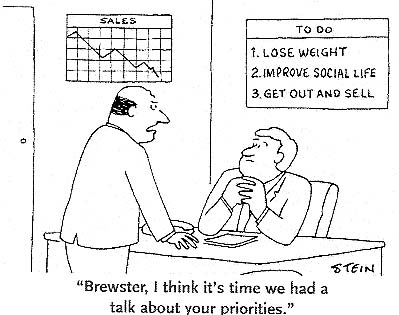 SALES
TO DO
1. LOSE WEIGHT
2. IMPROVE SOCIAL LIFE
3. GET OUT AND SELL
STEIN
"Brewster, I think it's time we had a
talk about your priorities."